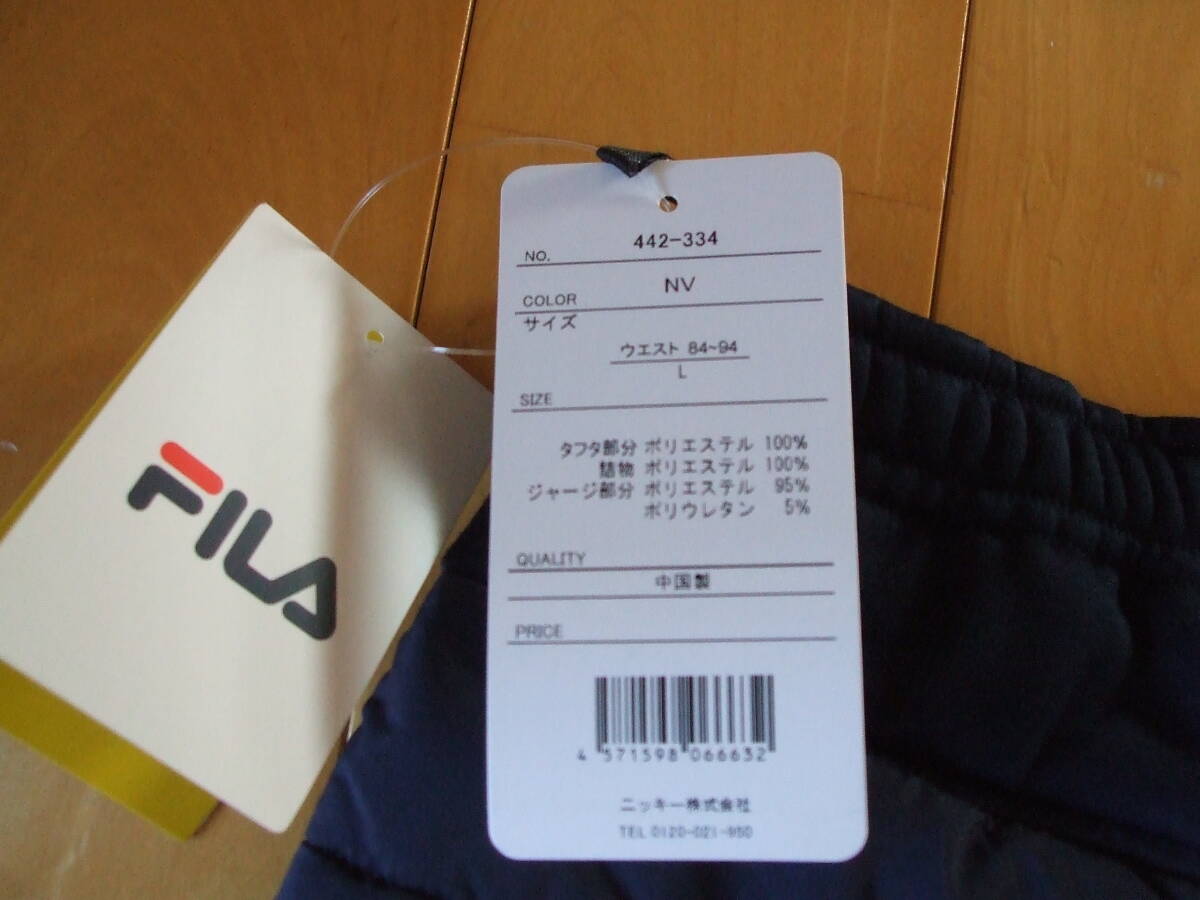 FILA
442-334
NO.
NV
COLOR
サイズ
ウエスト 84~94
L
SIZE
タフタ部分 ポリエステル 100%
詰物 ポリエステル 100%
ジャージ部分 ポリエステル 95%
ポリウレタン 5%
QUALITY
中国製
PRICE
4 571598 066632
ニッキー株式会社
TEL 0120-021-950